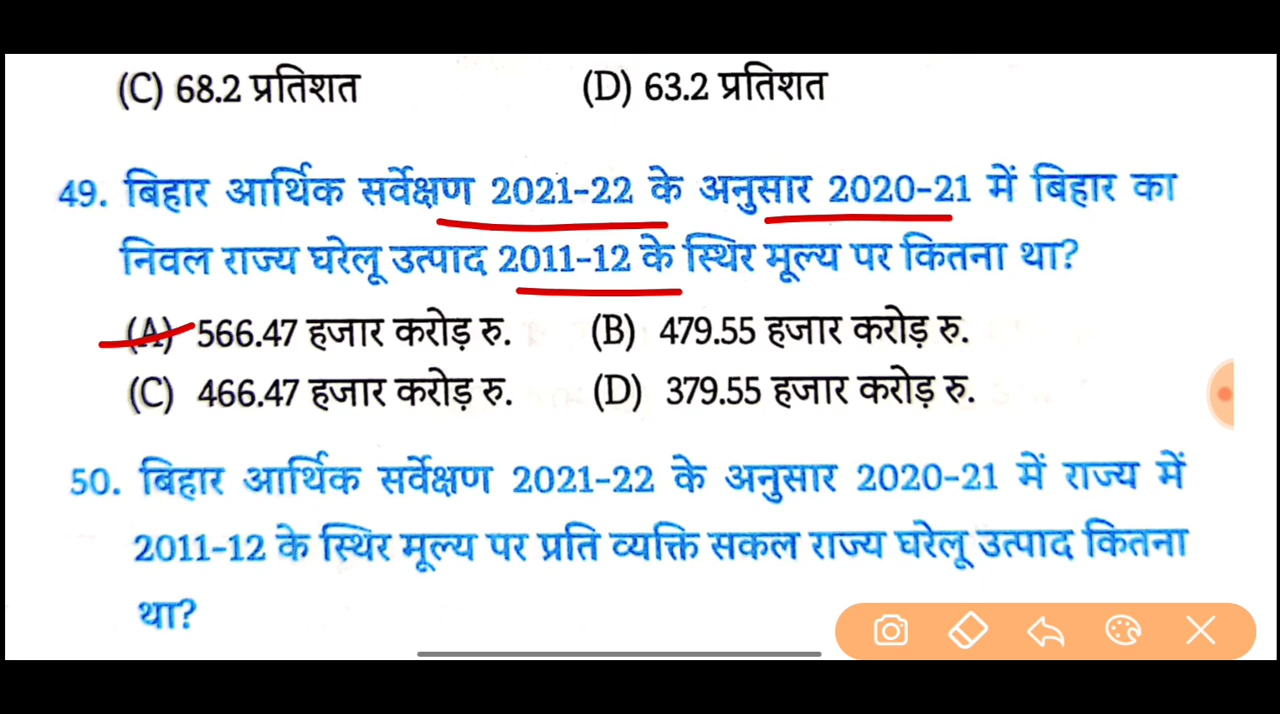 (C) 68.2 प्रतिशत (D) 63.2 प्रतिशत
49. बिहार आर्थिक सर्वेक्षण 2021-22 के अनुसार 2020-21 में बिहार का
निवल राज्य घरेलू उत्पाद 2011-12 के स्थिर मूल्य पर कितना था?
(A) 566.47 हजार करोड़ रु. (B) 479.55 हजार करोड़ रु.
(C) 466.47 हजार करोड़ रु. (D) 379.55 हजार करोड़ रु.
50. बिहार आर्थिक सर्वेक्षण 2021-22 के अनुसार 2020-21 में राज्य में
2011-12 के स्थिर मूल्य पर प्रति व्यक्ति सकल राज्य घरेलू उत्पाद कितना
था?